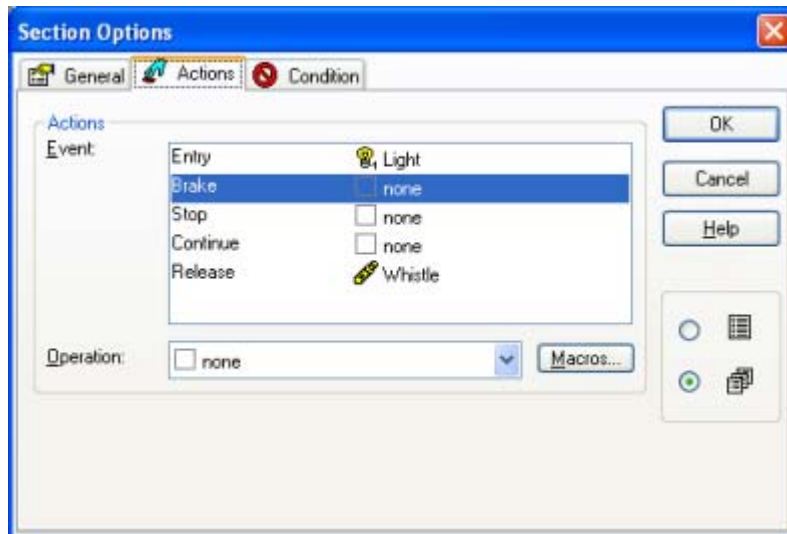 Section Options
General Actions Condition
Actions
Event:
Entry Light
Brake none
Stop none
Continue none
Release Whistle
Operation: none Macros...
OK
Cancel
Help